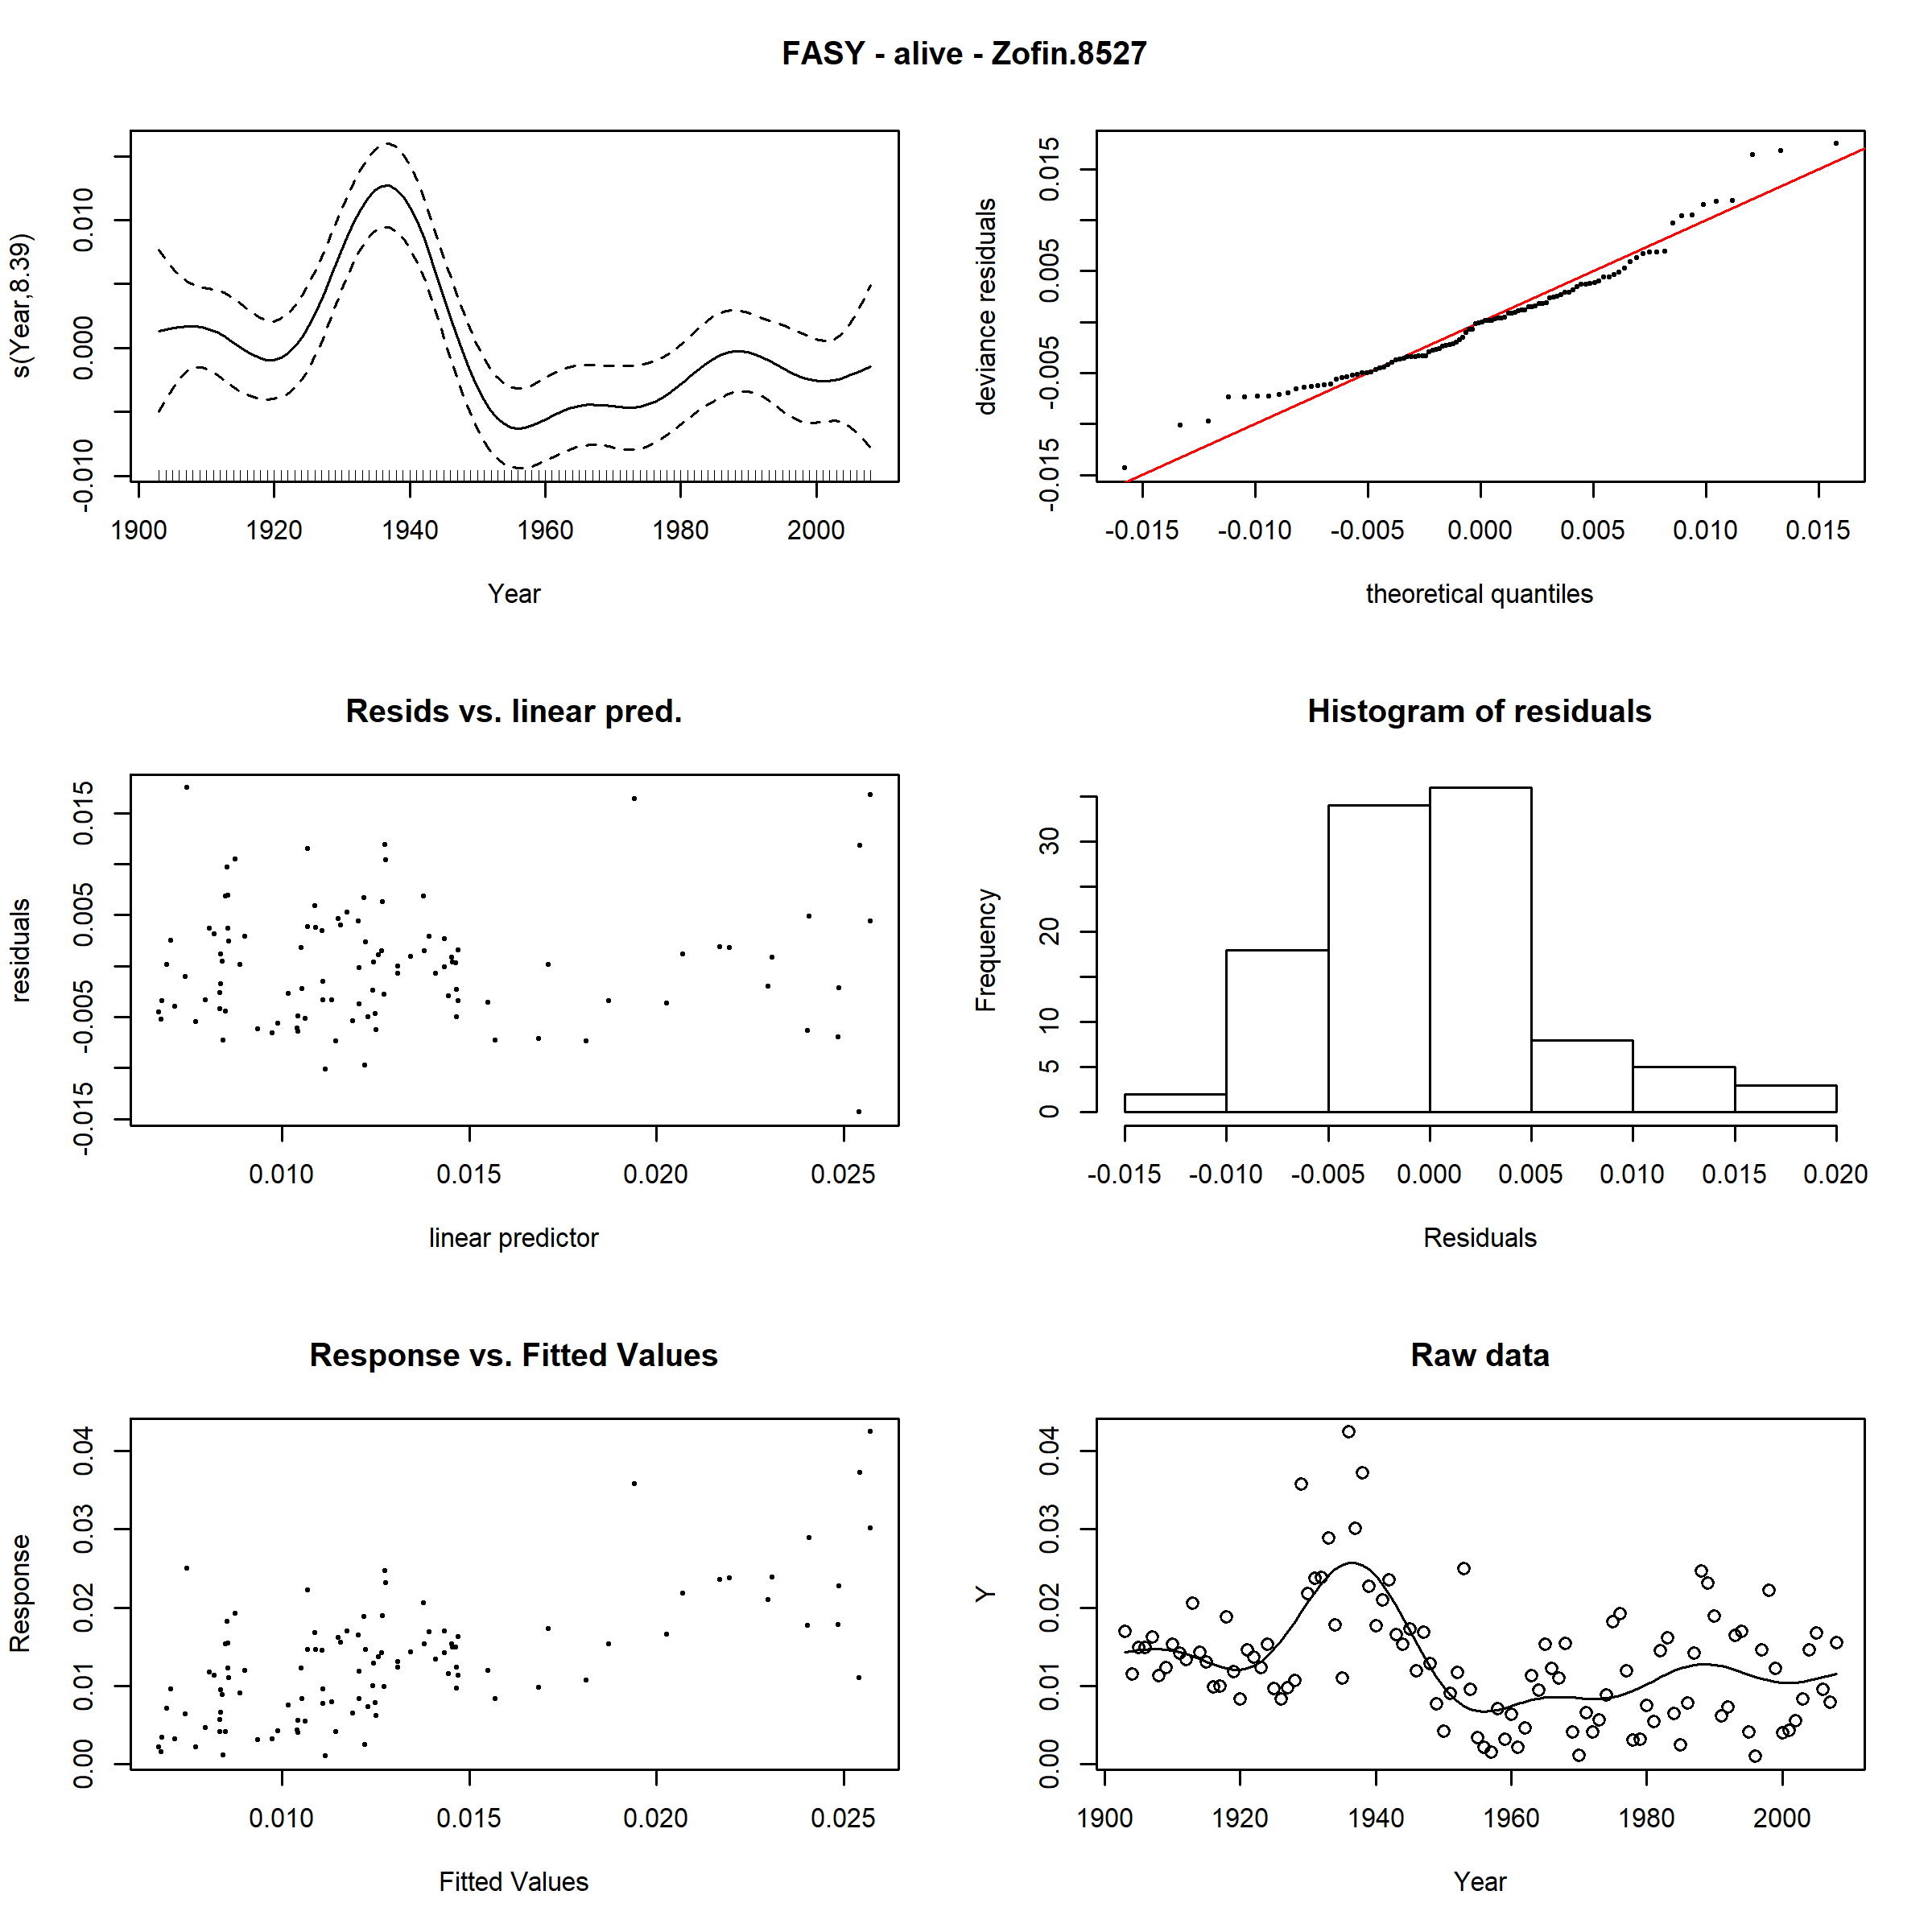 FASY - alive - Zofin.8527
s(Year,8.39)
-0.010 0.000 0.010
1900 1920 1940 1960 1980 2000
Year
deviance residuals
-0.015 -0.005 0.005 0.015
-0.015 -0.010 -0.005 0.000 0.005 0.010 0.015
theoretical quantiles
Resids vs. linear pred.
residuals
-0.015 -0.005 0.005 0.015
0.010 0.015 0.020 0.025
linear predictor
Histogram of residuals
Frequency
0 5 10 20 30
-0.015 -0.010 -0.005 0.000 0.005 0.010 0.015 0.020
Residuals
Response vs. Fitted Values
Response
0.00 0.01 0.02 0.03 0.04
0.010 0.015 0.020 0.025
Fitted Values
Raw data
Y
0.00 0.01 0.02 0.03 0.04
1900 1920 1940 1960 1980 2000
Year